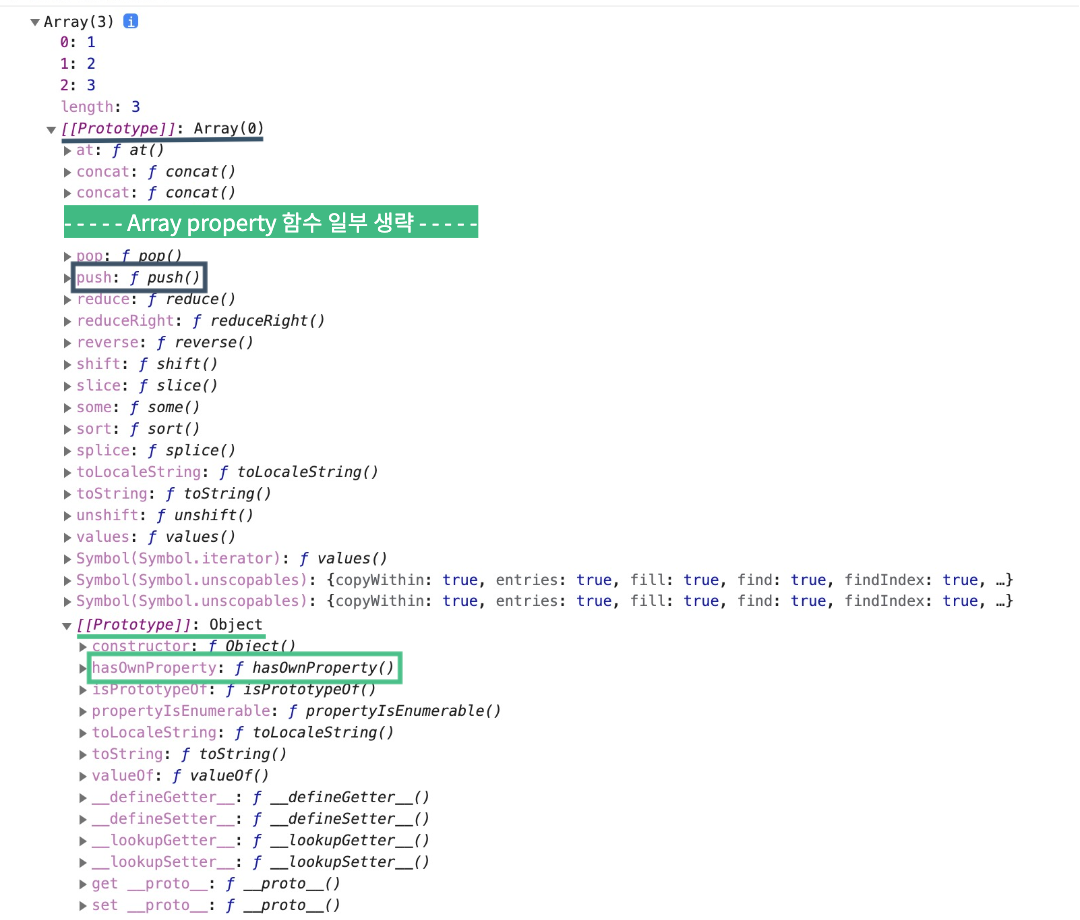 Array(3) i
0: 1
1: 2
2: 3
length: 3
[[Prototype]]: Array(0)
at: ƒ at()
concat: ƒ concat()
concat: ƒ concat()
- - - - - Array property 함수 일부 생략 - - - - -
pop: ƒ pop()
push: ƒ push()
reduce: ƒ reduce()
reduceRight: ƒ reduceRight()
reverse: ƒ reverse()
shift: ƒ shift()
slice: ƒ slice()
some: ƒ some()
sort: ƒ sort()
splice: ƒ splice()
toLocaleString: ƒ toLocaleString()
toString: ƒ toString()
unshift: ƒ unshift()
values: ƒ values()
Symbol(Symbol.iterator): ƒ values()
Symbol(Symbol.unscopables): {copyWithin: true, entries: true, fill: true, find: true, findIndex: true, …}
Symbol(Symbol.unscopables): {copyWithin: true, entries: true, fill: true, find: true, findIndex: true, …}
[[Prototype]]: Object
constructor: ƒ Object()
hasOwnProperty: ƒ hasOwnProperty()
isPrototypeOf: ƒ isPrototypeOf()
propertyIsEnumerable: ƒ propertyIsEnumerable()
toLocaleString: ƒ toLocaleString()
toString: ƒ toString()
valueOf: ƒ valueOf()
__defineGetter__: ƒ __defineGetter__()
__defineSetter__: ƒ __defineSetter__()
__lookupGetter__: ƒ __lookupGetter__()
__lookupSetter__: ƒ __lookupSetter__()
get __proto__: ƒ __proto__()
set __proto__: ƒ __proto__()